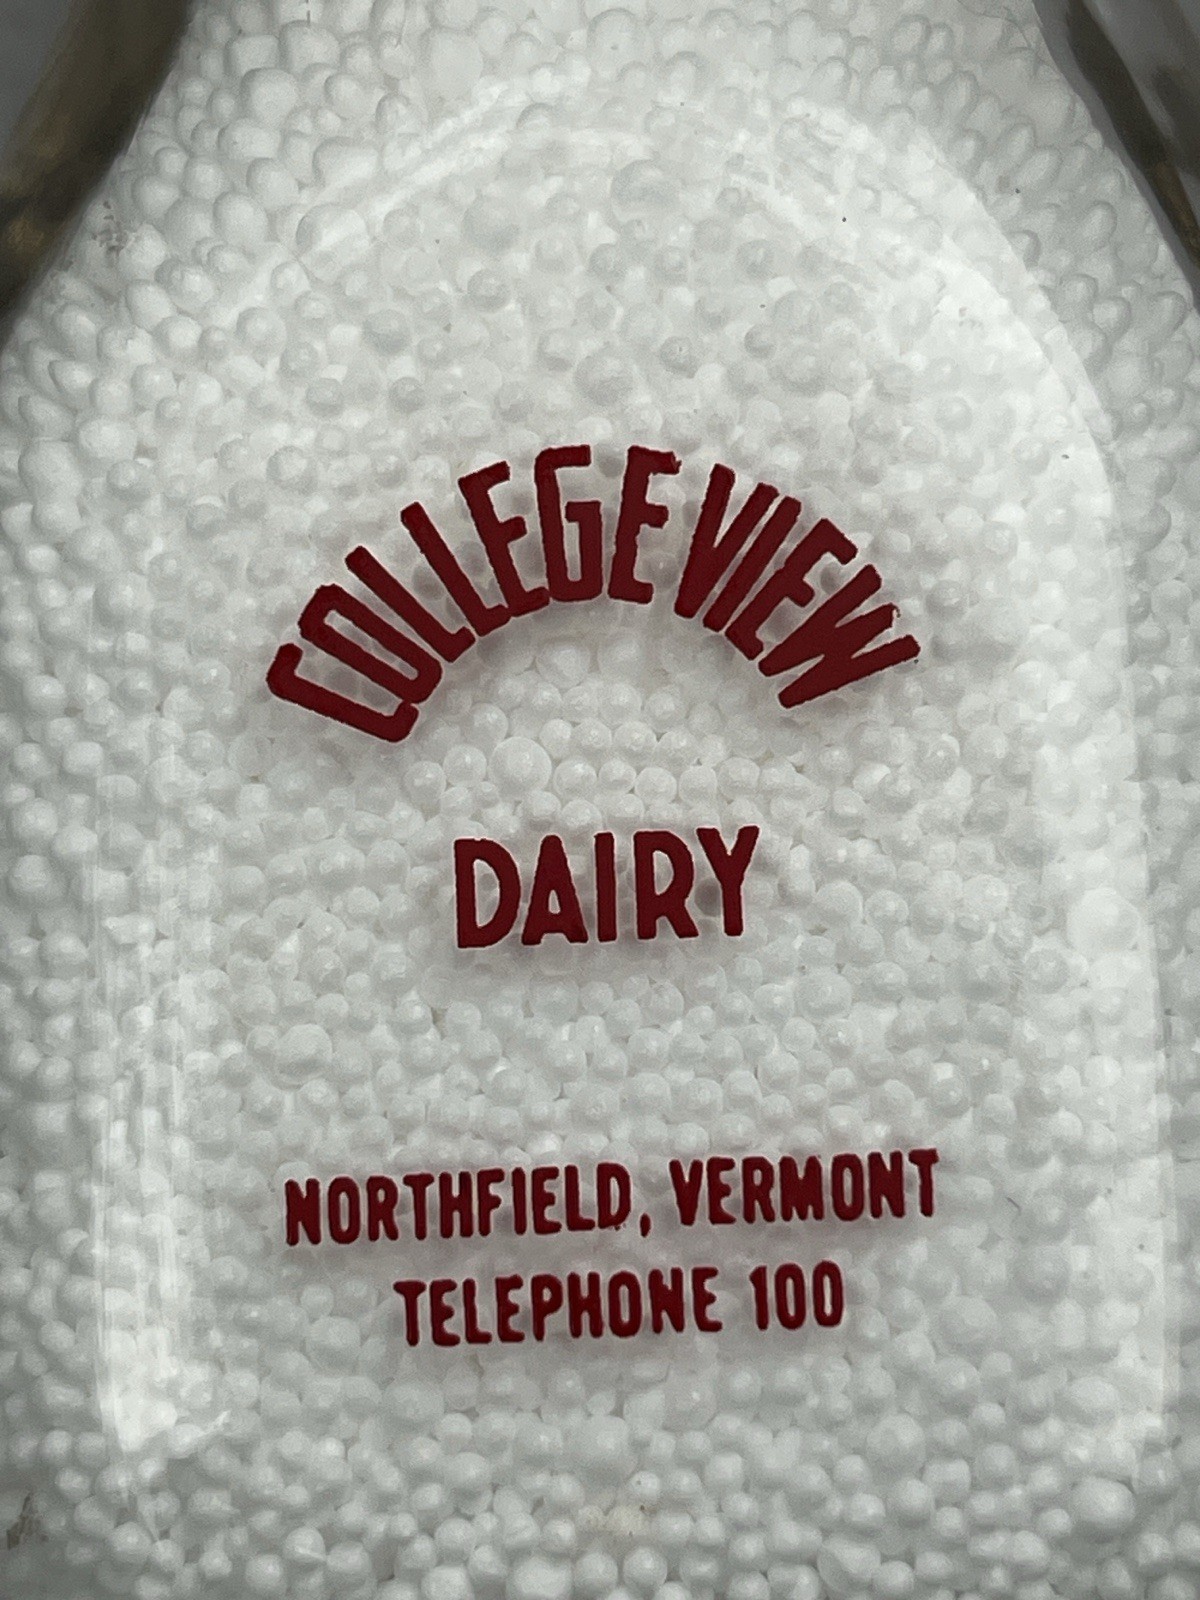 COLLEGE VIEW
DAIRY
NORTHFIELD, VERMONT
TELEPHONE 100